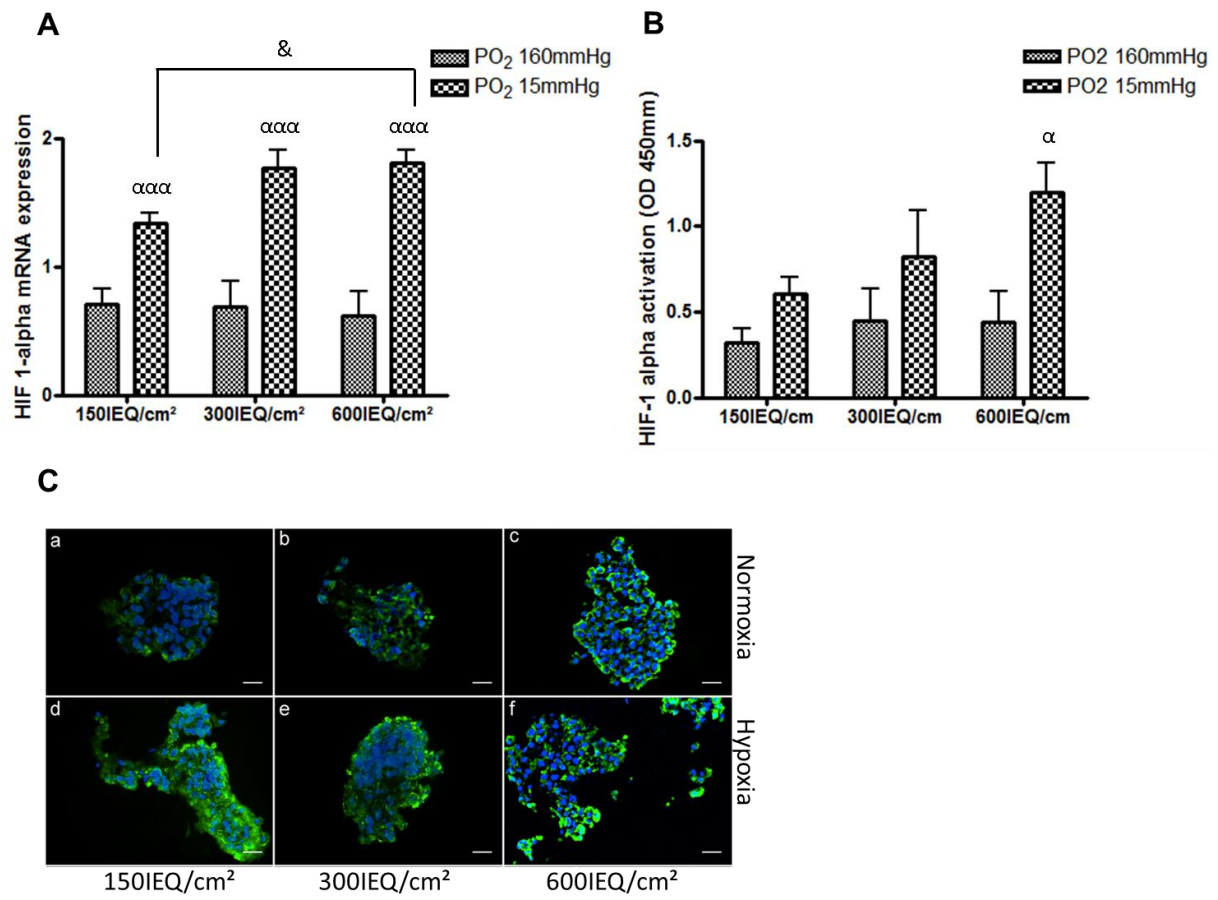 A
&
PO₂ 160mmHg
PO₂ 15mmHg
HIF 1-alpha mRNA expression
2
1
0
ααα
ααα
ααα
150IEQ/cm²
300IEQ/cm²
600IEQ/cm²
B
PO2 160mmHg
PO2 15mmHg
HIF-1 alpha activation (OD 450mm)
1.5
1.0
0.5
0.0
α
150IEQ/cm
300IEQ/cm
600IEQ/cm
C
a
b
c
Normoxia
d
e
f
Hypoxia
150IEQ/cm²
300IEQ/cm²
600IEQ/cm²